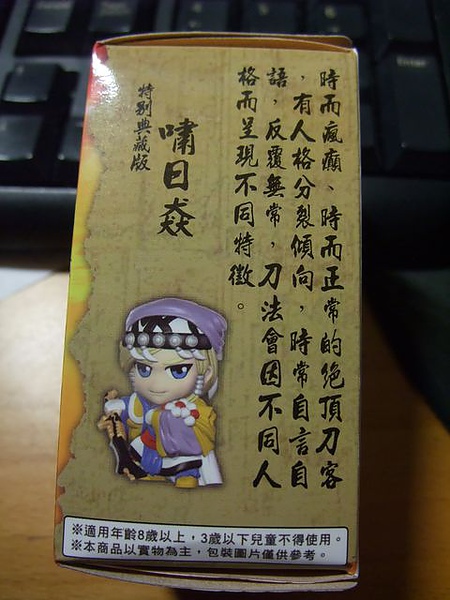 時而瘋癲、時而正常的絕頂刀客
，有人格分裂傾向，時常自言自
語，反覆無常，刀法會因不同人
格而呈現不同特徵。
嘯日猋
特別典藏版
※適用年齡8歲以上，3歲以下兒童不得使用。
※本商品以實物為主，包裝圖片僅供參考。